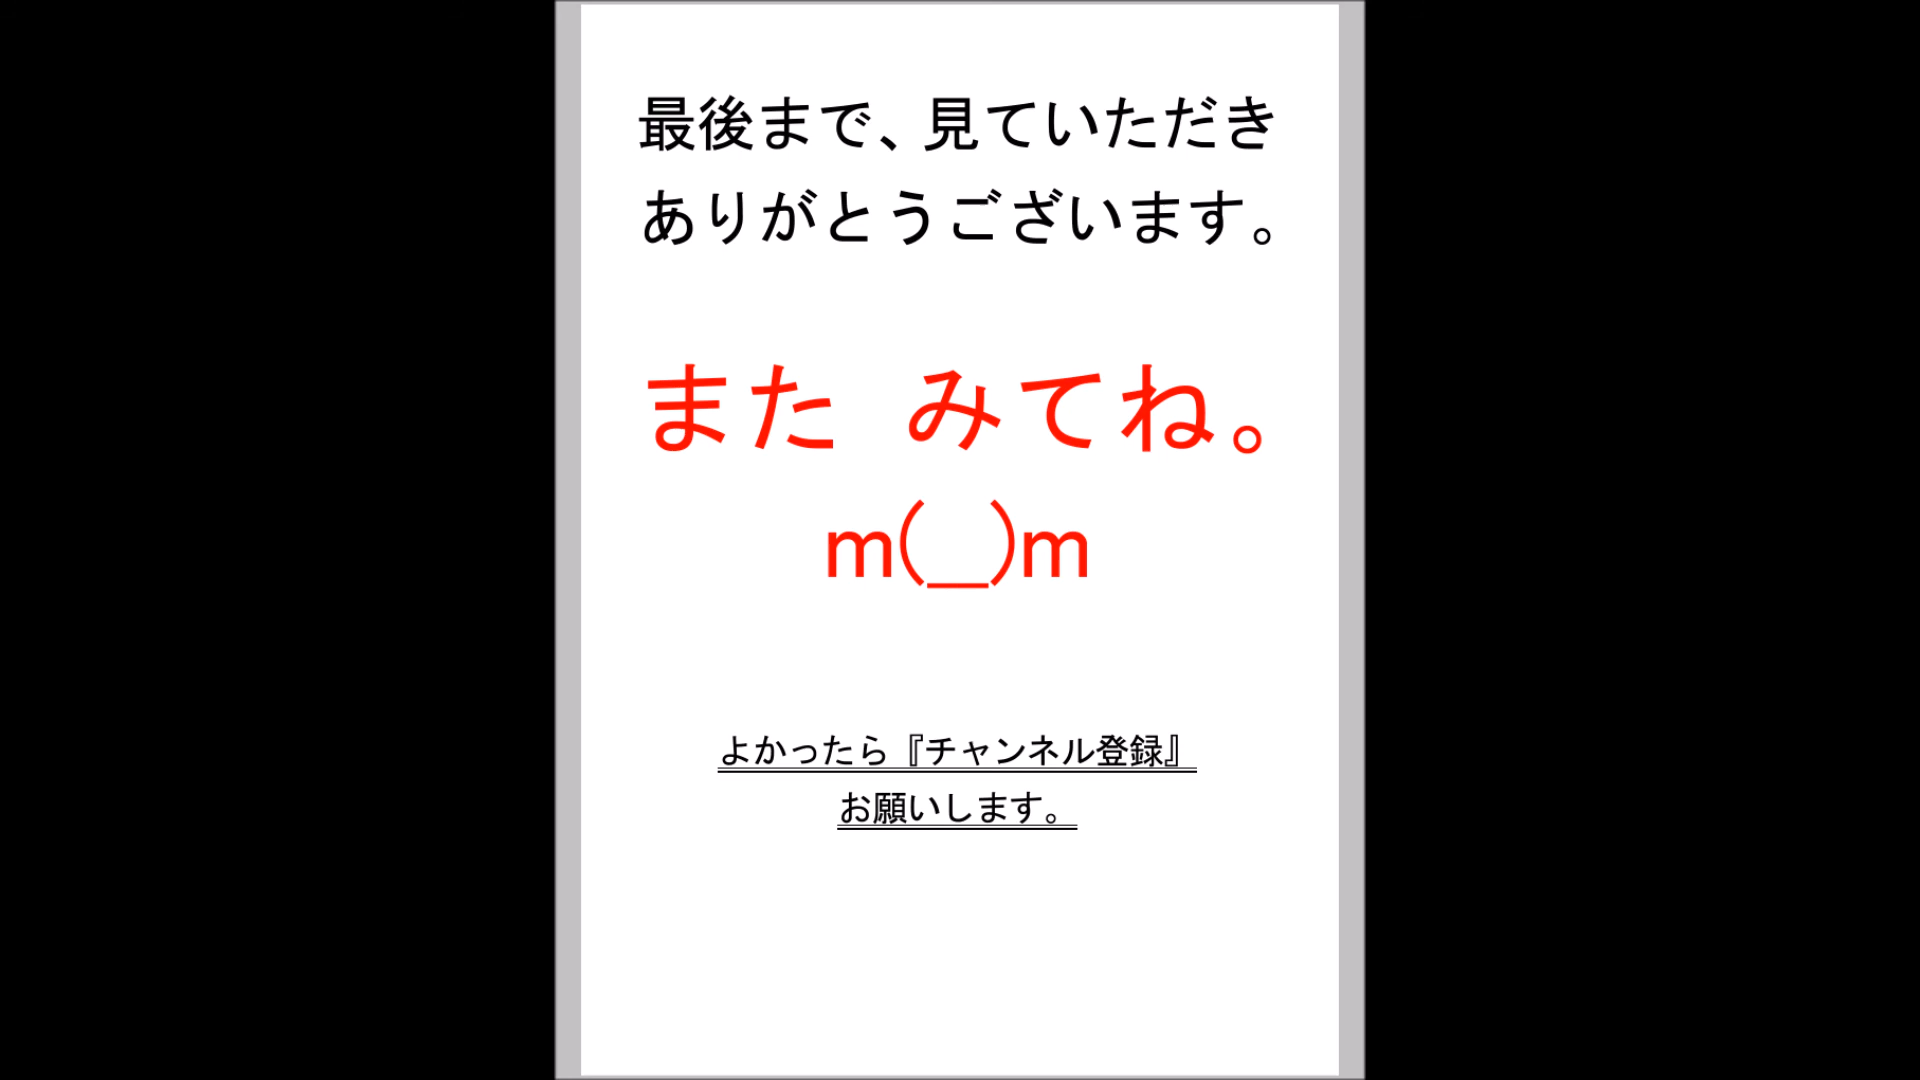 最後まで、見ていただき
ありがとうございます。
また みてね。
m(__)m
よかったら『チャンネル登録』
お願いします。